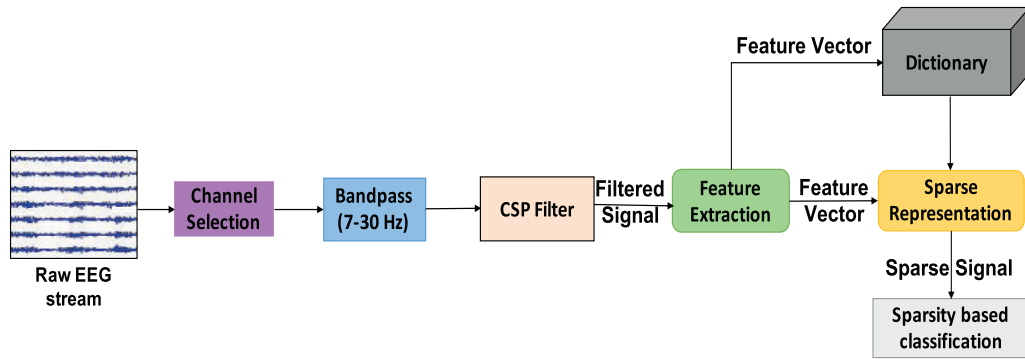 Feature Vector
Dictionary
Channel
Selection
Bandpass
(7-30 Hz)
CSP Filter
Filtered
Signal
Feature
Extraction
Feature
Vector
Sparse
Representation
Raw EEG
stream
Sparse Signal
Sparsity based
classification